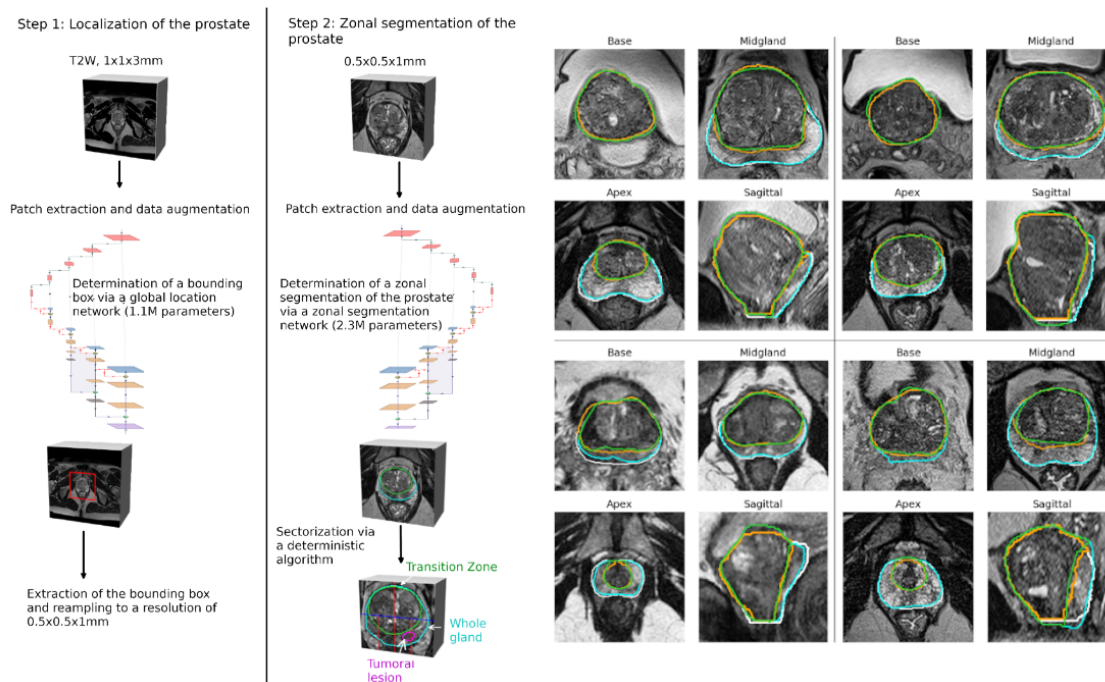 Step 1: Localization of the prostate
T2W, 1x1x3mm
Patch extraction and data augmentation
Determination of a bounding
box via a global location
network (1.1M parameters)
Extraction of the bounding box
and resampling to a resolution of
0.5x0.5x1mm
Step 2: Zonal segmentation of the
prostate
0.5x0.5x1mm
Patch extraction and data augmentation
Determination of a zonal
segmentation of the prostate
via a zonal segmentation
network (2.3M parameters)
Sectorization via
a deterministic
algorithm
Transition Zone
Whole
gland
Tumoral
lesion
Base
Midgland
Base
Midgland
Apex
Sagittal
Apex
Sagittal
Base
Midgland
Base
Midgland
Apex
Sagittal
Apex
Sagittal